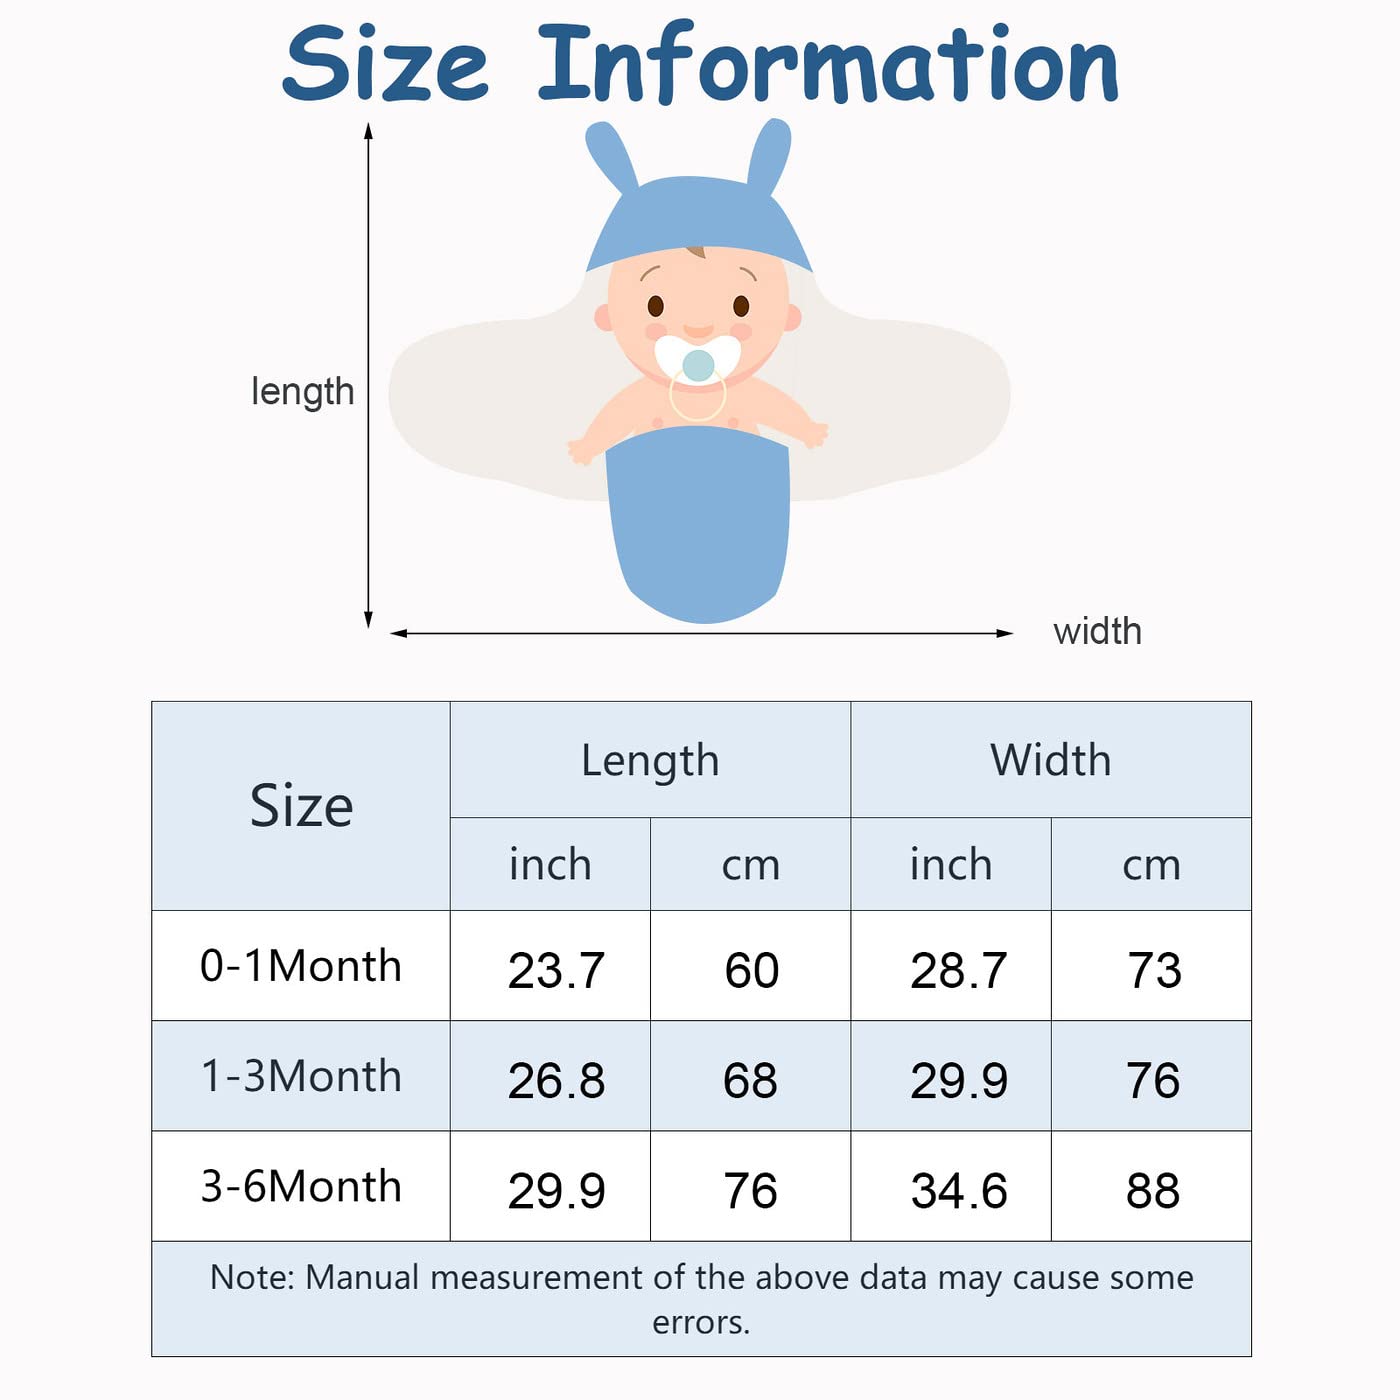 Size Information
length
width
Size
Length
Width
inch
cm
inch
cm
0-1Month
23.7
60
28.7
73
1-3Month
26.8
68
29.9
76
3-6Month
29.9
76
34.6
88
Note: Manual measurement of the above data may cause some
errors.